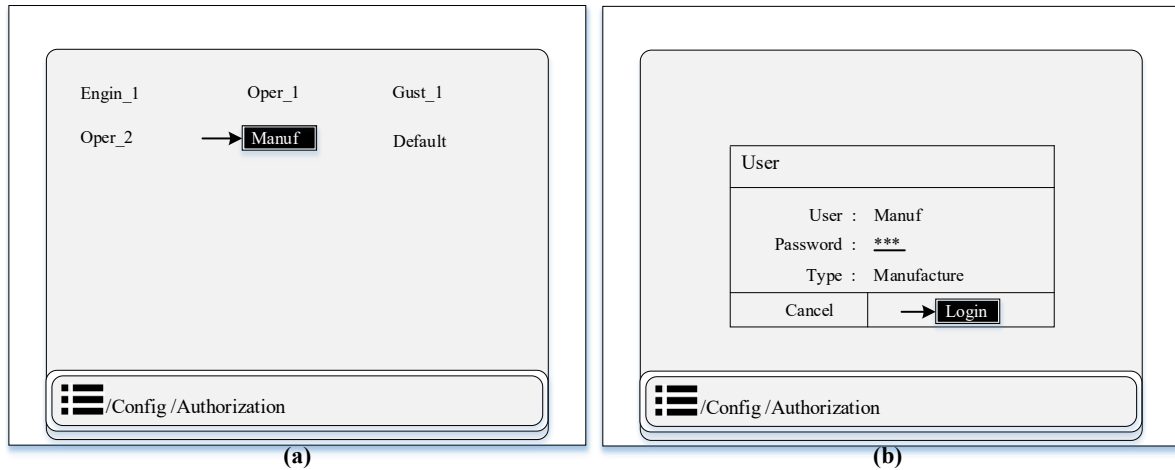 Engin_1 Oper_1 Gust_1
Oper_2 Manuf Default
/Config /Authorization
(a)
User
User : Manuf
Password : ***
Type : Manufacture
Cancel Login
/Config /Authorization
(b)